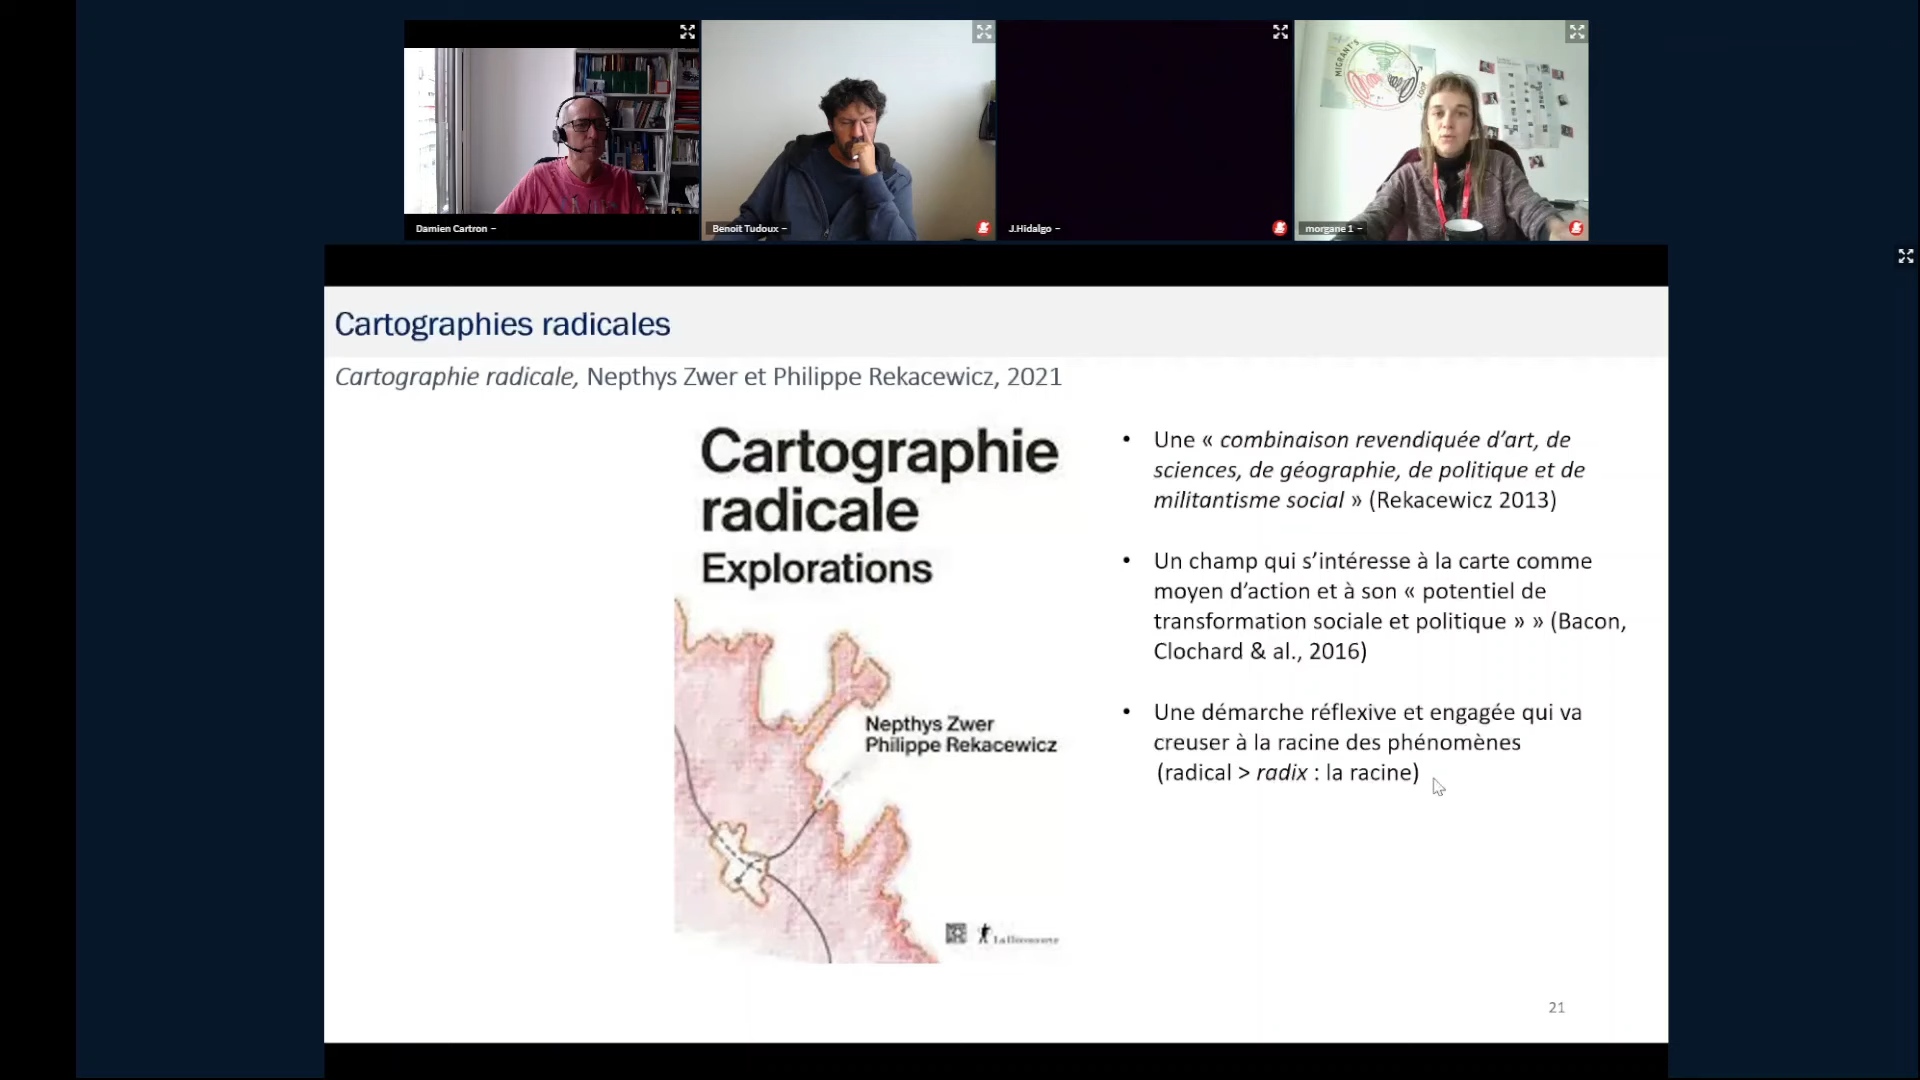 MIGRANT'S
LOOP
Damien Cartron –
Benoit Tudoux –
J.Hidalgo –
morgane 1 –
Cartographies radicales
Cartographie radicale, Nepthys Zwer et Philippe Rekacewicz, 2021
Cartographie
radicale
Explorations
Nepthys Zwer
Philippe Rekacewicz
La Découverte
• Une « combinaison revendiquée d’art, de
sciences, de géographie, de politique et de
militantisme social » (Rekacewicz 2013)
• Un champ qui s’intéresse à la carte comme
moyen d’action et à son « potentiel de
transformation sociale et politique » » (Bacon,
Clochard & al., 2016)
• Une démarche réflexive et engagée qui va
creuser à la racine des phénomènes
(radical > radix : la racine)
21